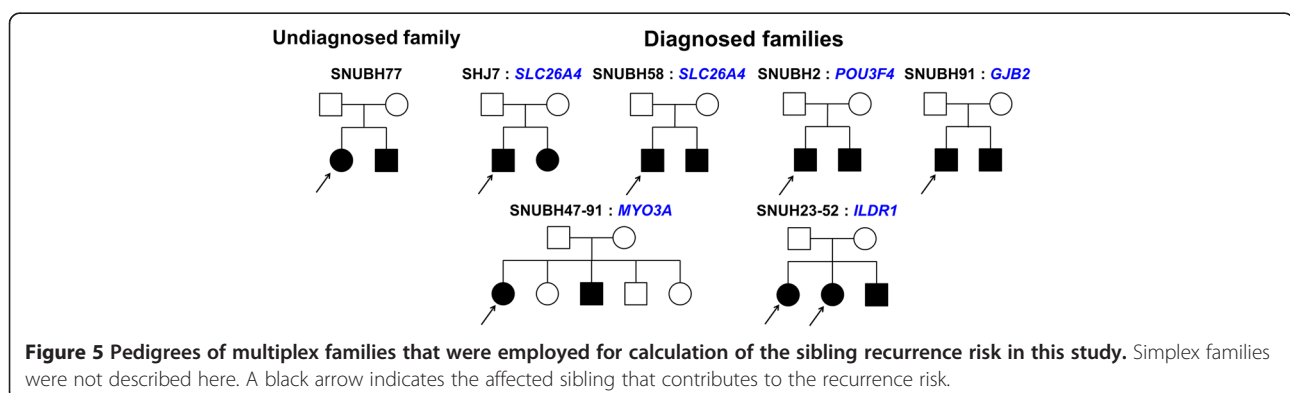 Undiagnosed family
Diagnosed families
SNUBH77
SHJ7 : SLC26A4
SNUBH58 : SLC26A4
SNUBH2 : POU3F4
SNUBH91 : GJB2
SNUBH47-91 : MYO3A
SNUH23-52 : ILDR1
Figure 5 Pedigrees of multiplex families that were employed for calculation of the sibling recurrence risk in this study. Simplex families
were not described here. A black arrow indicates the affected sibling that contributes to the recurrence risk.